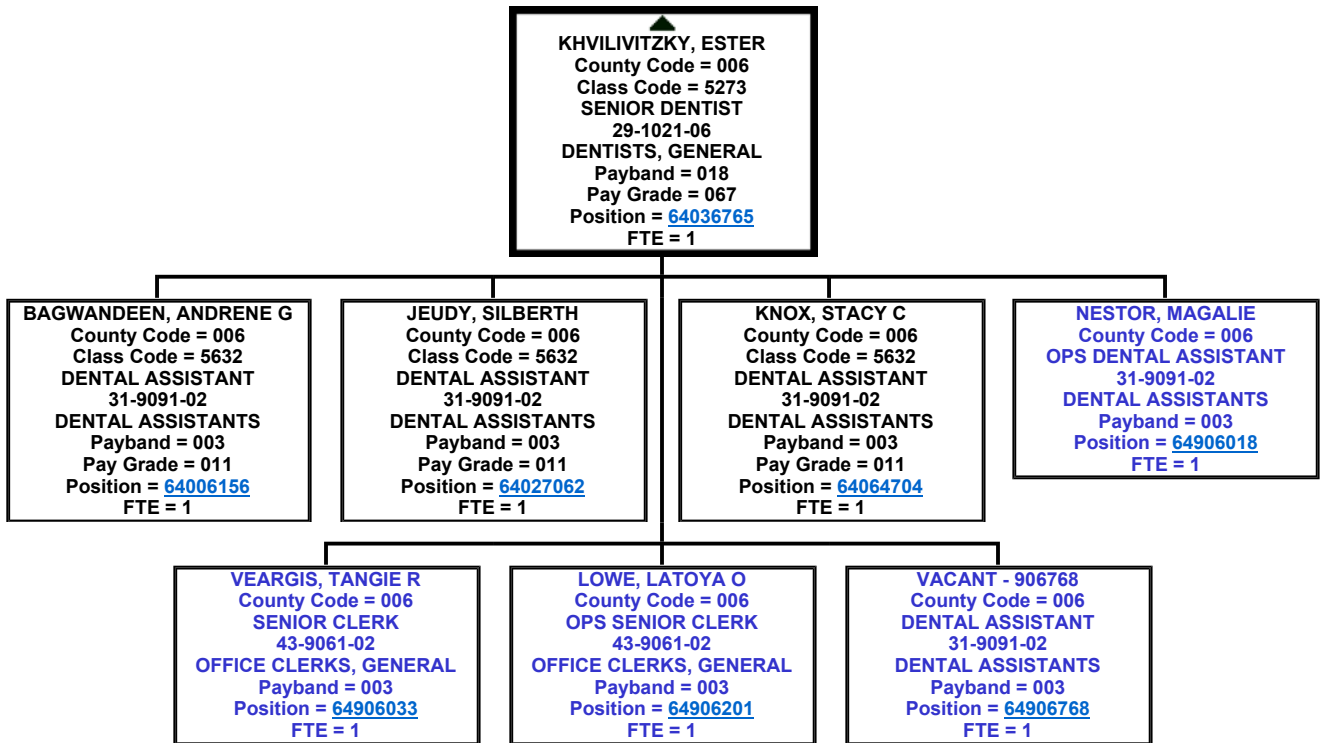 KHVILIVITZKY, ESTER
County Code = 006
Class Code = 5273
SENIOR DENTIST
29-1021-06
DENTISTS, GENERAL
Payband = 018
Pay Grade = 067
Position = 64036765
FTE = 1
BAGWANDEEN, ANDRENE G
County Code = 006
Class Code = 5632
DENTAL ASSISTANT
31-9091-02
DENTAL ASSISTANTS
Payband = 003
Pay Grade = 011
Position = 64006156
FTE = 1
JEUDY, SILBERTH
County Code = 006
Class Code = 5632
DENTAL ASSISTANT
31-9091-02
DENTAL ASSISTANTS
Payband = 003
Pay Grade = 011
Position = 64027062
FTE = 1
KNOX, STACY C
County Code = 006
Class Code = 5632
DENTAL ASSISTANT
31-9091-02
DENTAL ASSISTANTS
Payband = 003
Pay Grade = 011
Position = 64064704
FTE = 1
NESTOR, MAGALIE
County Code = 006
OPS DENTAL ASSISTANT
31-9091-02
DENTAL ASSISTANTS
Payband = 003
Position = 64906018
FTE = 1
VEARGIS, TANGIE R
County Code = 006
SENIOR CLERK
43-9061-02
OFFICE CLERKS, GENERAL
Payband = 003
Position = 64906033
FTE = 1
LOWE, LATOYA O
County Code = 006
OPS SENIOR CLERK
43-9061-02
OFFICE CLERKS, GENERAL
Payband = 003
Position = 64906201
FTE = 1
VACANT - 906768
County Code = 006
DENTAL ASSISTANT
31-9091-02
DENTAL ASSISTANTS
Payband = 003
Position = 64906768
FTE = 1